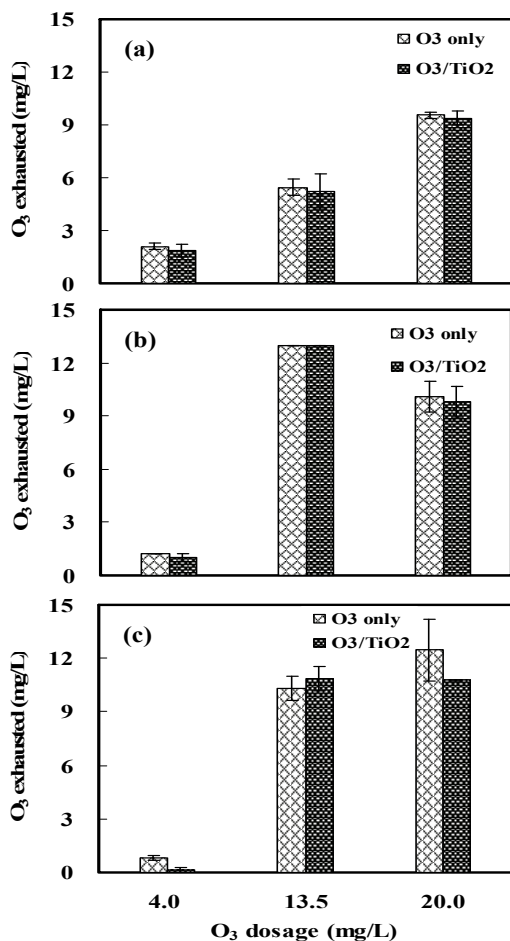 (a)
O3 only
O3/TiO2
15
12
9
6
3
0
O₃ exhausted (mg/L)
(b)
O3 only
O3/TiO2
15
12
9
6
3
0
O₃ exhausted (mg/L)
(c)
O3 only
O3/TiO2
15
12
9
6
3
0
O₃ exhausted (mg/L)
4.0 13.5 20.0
O₃ dosage (mg/L)